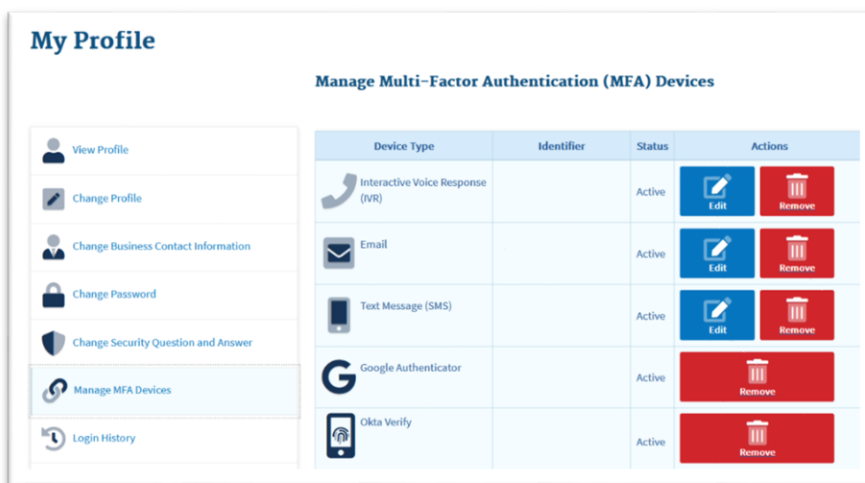 My Profile
Manage Multi-Factor Authentication (MFA) Devices
View Profile
Change Profile
Change Business Contact Information
Change Password
Change Security Question and Answer
Manage MFA Devices
Login History
Device Type Identifier Status Actions
Interactive Voice Response
(IVR)
Active Edit Remove
Email
Active Edit Remove
Text Message (SMS)
Active Edit Remove
Google Authenticator
Active Remove
Okta Verify
Active Remove